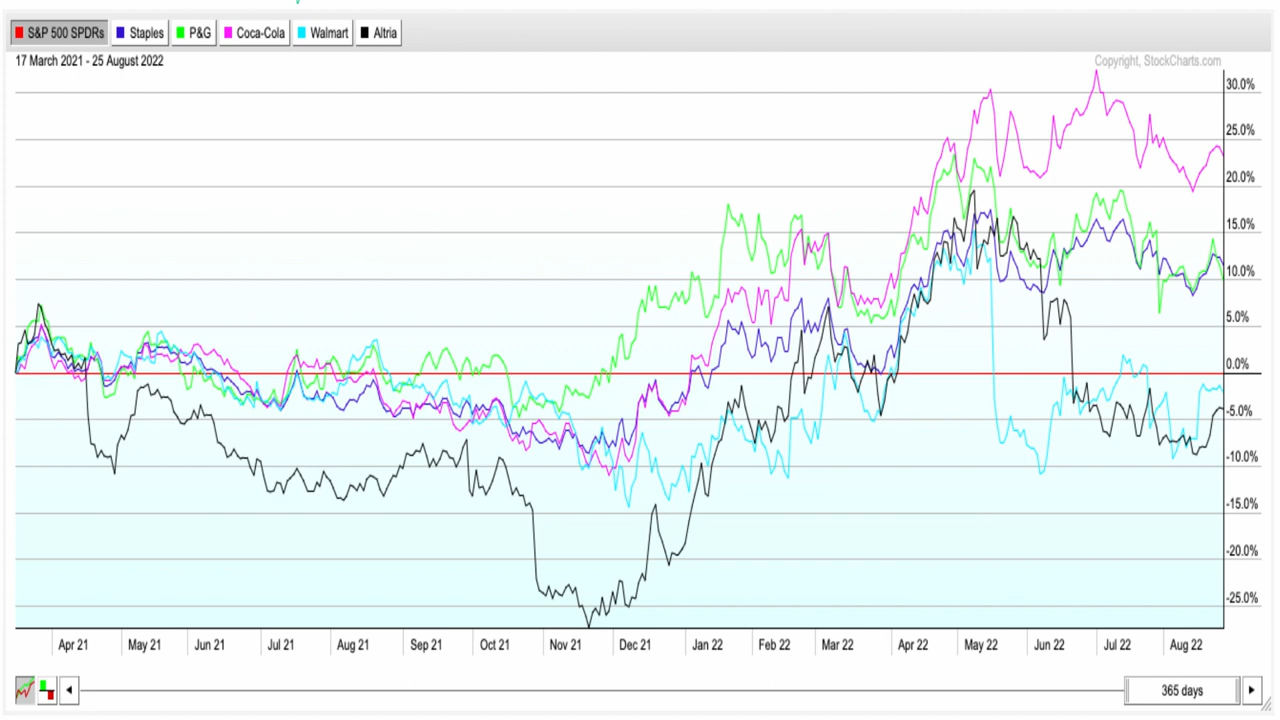 S&P 500 SPDRs Staples P&G Coca-Cola Walmart Altria
17 March 2021 - 25 August 2022
Copyright, StockCharts.com
30.0%
25.0%
20.0%
15.0%
10.0%
5.0%
0.0%
-5.0%
-10.0%
-15.0%
-20.0%
-25.0%
Apr 21 May 21 Jun 21 Jul 21 Aug 21 Sep 21 Oct 21 Nov 21 Dec 21 Jan 22 Feb 22 Mar 22 Apr 22 May 22 Jun 22 Jul 22 Aug 22
365 days